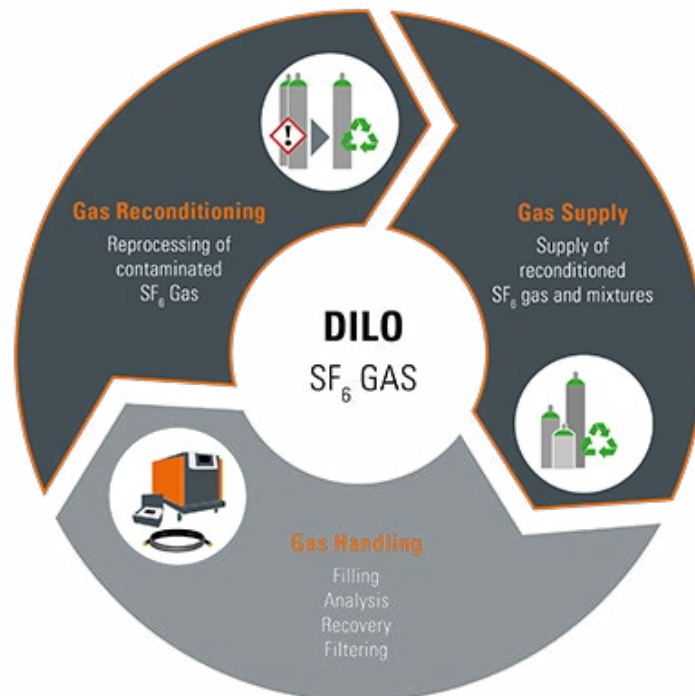 Gas Reconditioning
Reprocessing of
contaminated
SF₆ Gas
Gas Supply
Supply of
reconditioned
SF₆ gas and mixtures
DILO
SF₆ GAS
Gas Handling
Filling
Analysis
Recovery
Filtering